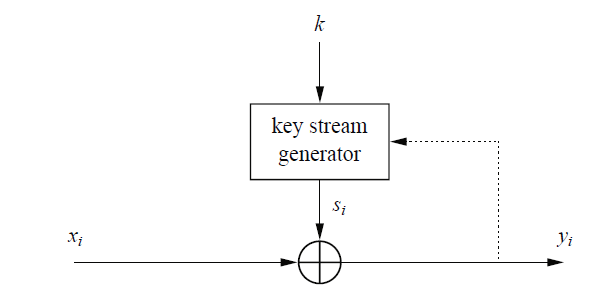 k
key stream
generator
s_i
x_i
y_i